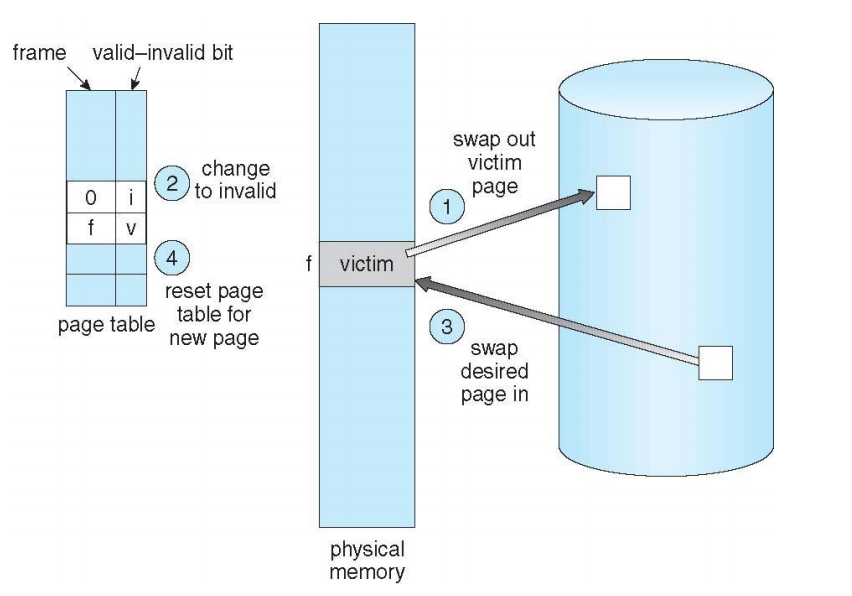 frame
valid–invalid bit
0
i
f
v
2
change
to invalid
4
reset page
table for
new page
page table
f
victim
physical
memory
swap out
victim
page
1
3
swap
desired
page in